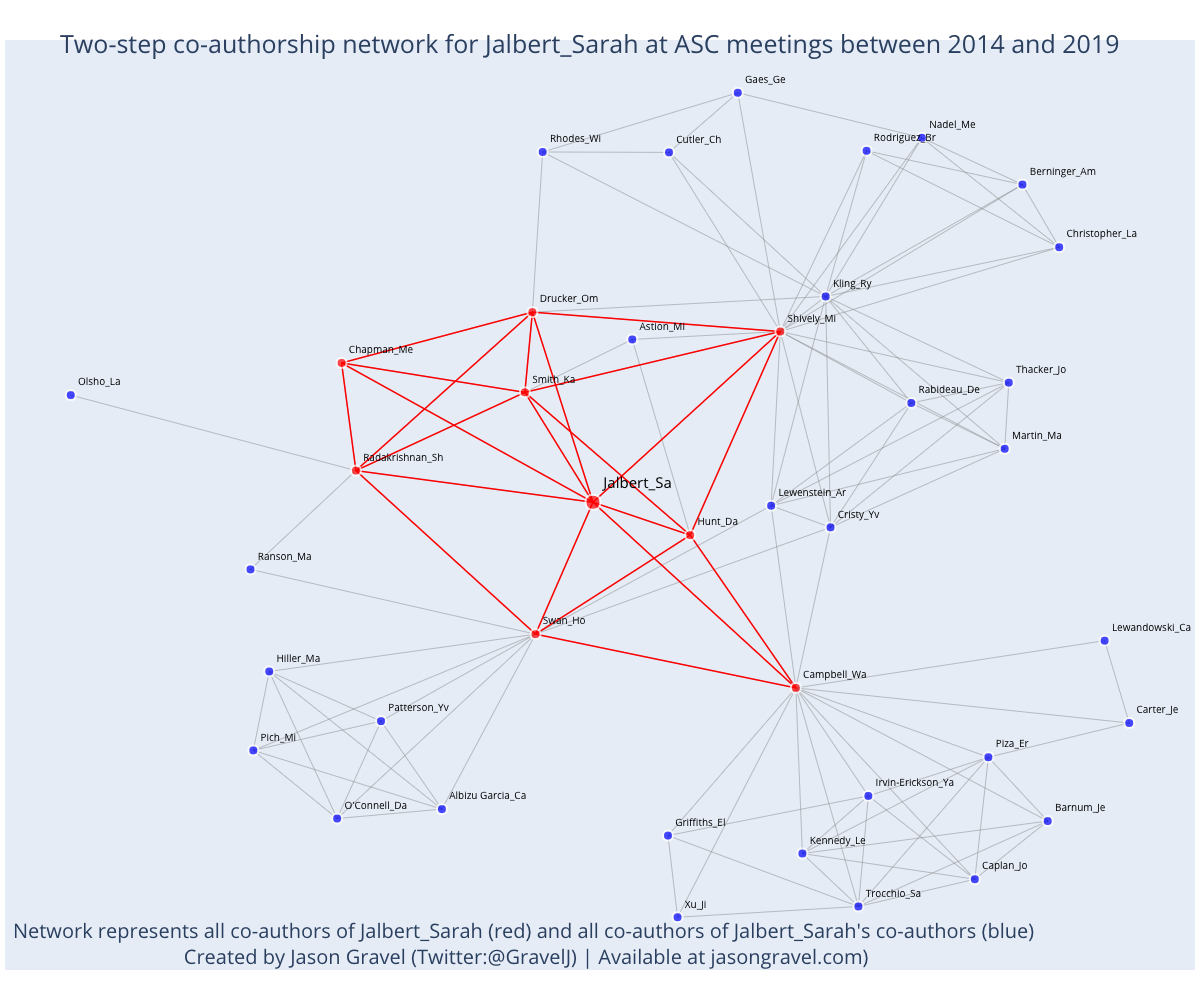 Two-step co-authorship network for Jalbert_Sarah at ASC meetings between 2014 and 2019
Gaes_Ge
Nadel_Me
Rhodes_Wi
Cutler_Ch
Rodriguez_Br
Berninger_Am
Christopher_La
Kling_Ry
Drucker_Om
Shively_Mi
Astion_Mi
Chapman_Me
Thacker_Jo
Olsho_La
Smith_Ka
Rabideau_De
Martin_Ma
Radakrishnan_Sh
Jalbert_Sa
Lewenstein_Ar
Cristy_Yv
Hunt_Da
Ranson_Ma
Swan_Ho
Lewandowski_Ca
Hiller_Ma
Campbell_Wa
Patterson_Yv
Carter_Je
Pich_Mi
Piza_Er
Irvin-Erickson_Ya
Albizu Garcia_Ca
O'Connell_Da
Barnum_Je
Griffiths_El
Kennedy_Le
Caplan_Jo
Trocchio_Sa
Xu_Ji
Network represents all co-authors of Jalbert_Sarah (red) and all co-authors of Jalbert_Sarah's co-authors (blue)
Created by Jason Gravel (Twitter:@GravelJ) | Available at jasongravel.com)